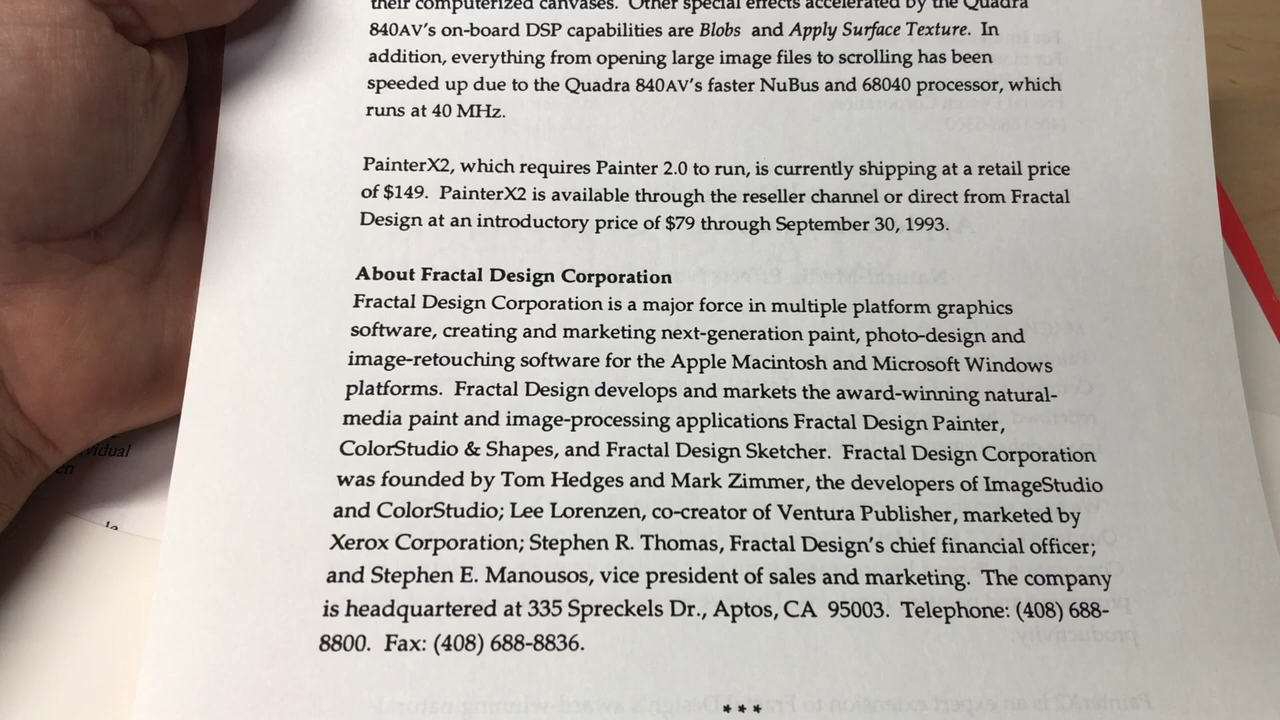 their computerized canvases. Other special effects accelerated by the Quadra
840AV's on-board DSP capabilities are Blobs and Apply Surface Texture. In
addition, everything from opening large image files to scrolling has been
speeded up due to the Quadra 840AV's faster NuBus and 68040 processor, which
runs at 40 MHz.
PainterX2, which requires Painter 2.0 to run, is currently shipping at a retail price
of $149. PainterX2 is available through the reseller channel or direct from Fractal
Design at an introductory price of $79 through September 30, 1993.
About Fractal Design Corporation
Fractal Design Corporation is a major force in multiple platform graphics
software, creating and marketing next-generation paint, photo-design and
image-retouching software for the Apple Macintosh and Microsoft Windows
platforms. Fractal Design develops and markets the award-winning natural-
media paint and image-processing applications Fractal Design Painter,
ColorStudio & Shapes, and Fractal Design Sketcher. Fractal Design Corporation
was founded by Tom Hedges and Mark Zimmer, the developers of ImageStudio
and ColorStudio; Lee Lorenzen, co-creator of Ventura Publisher, marketed by
Xerox Corporation; Stephen R. Thomas, Fractal Design's chief financial officer;
and Stephen E. Manousos, vice president of sales and marketing. The company
is headquartered at 335 Spreckels Dr., Aptos, CA 95003. Telephone: (408) 688-
8800. Fax: (408) 688-8836.
***